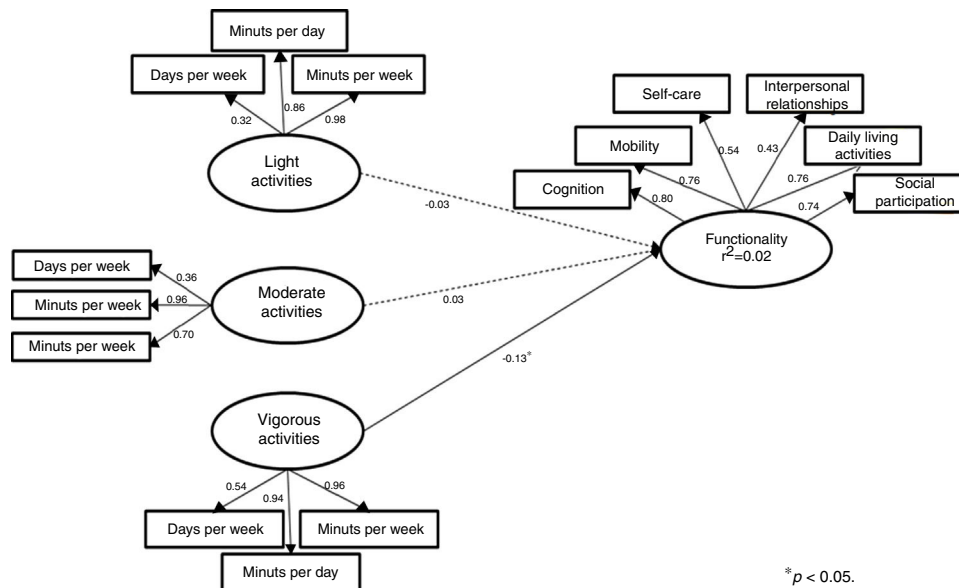 Minuts per day
Days per week
Minuts per week
0.32
0.86
0.98
Light
activities
-0.03
Self-care
Interpersonal
relationships
Mobility
Daily living
activities
Cognition
Social
participation
0.54
0.43
0.76
0.76
0.80
0.74
Functionality
r²=0.02
Days per week
Minuts per week
Minuts per week
0.36
0.96
0.70
Moderate
activities
0.03
-0.13*
Vigorous
activities
0.54
0.94
0.96
Days per week
Minuts per week
Minuts per day
*p < 0.05.